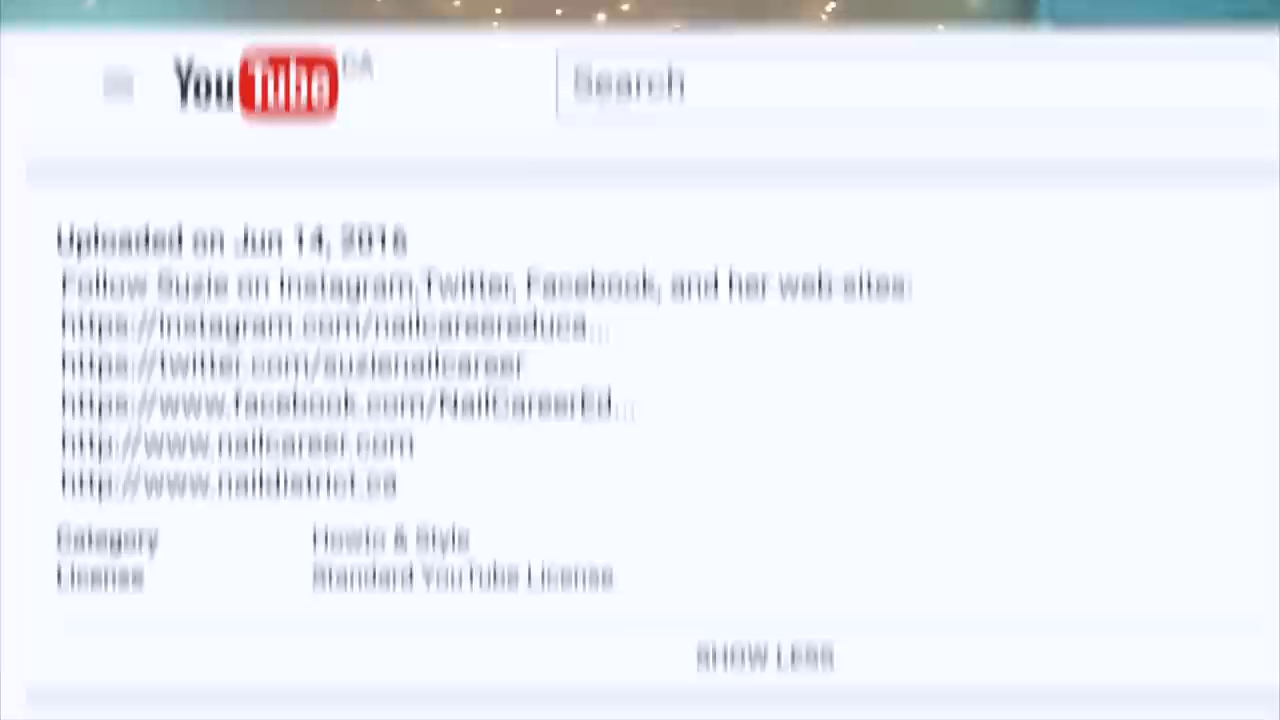 YouTube CA
Search
Uploaded on Jun 14, 2016
Follow Suzie on Instagram,Twitter, Facebook, and her web sites:
https://instagram.com/nailcareereduca...
https://twitter.com/suzienailcareer
https://www.facebook.com/NailCareerEd...
http://www.nailcareer.com
http://www.naildistrict.ca
Category Howto & Style
License Standard YouTube License
SHOW LESS